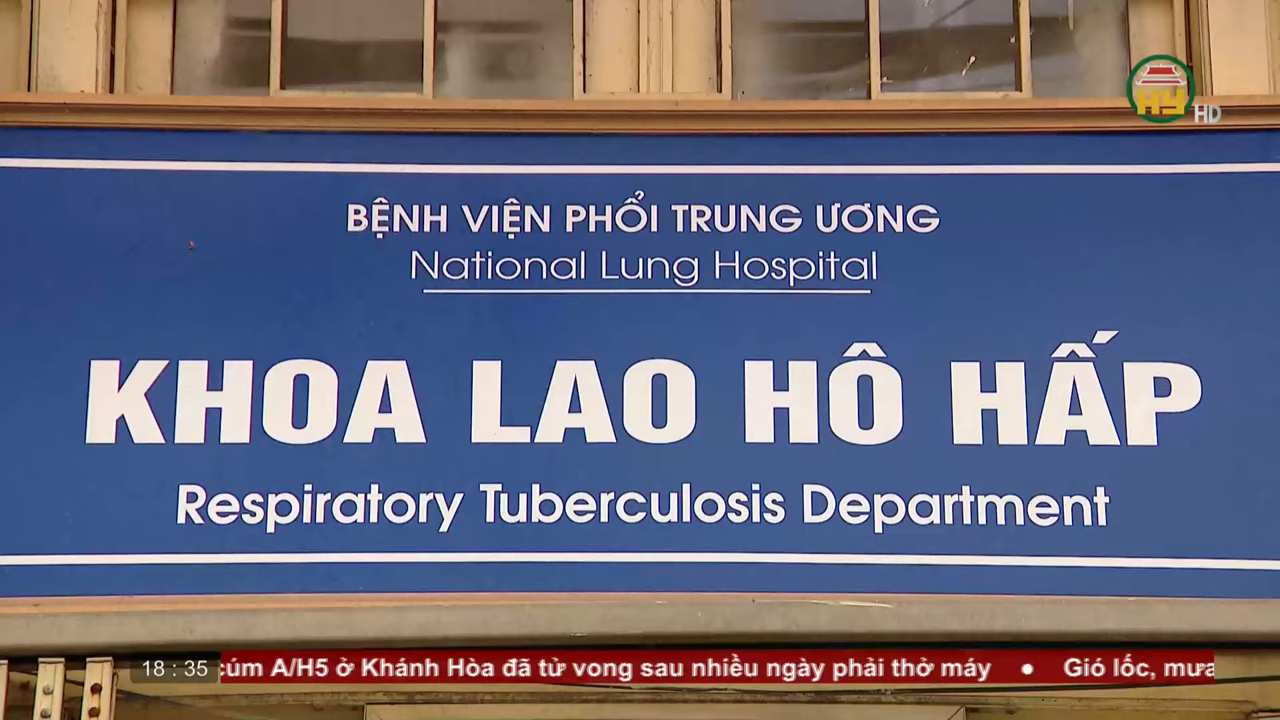 HY HD
BỆNH VIỆN PHỔI TRUNG ƯƠNG
National Lung Hospital
KHOA LAO HÔ HẤP
Respiratory Tuberculosis Department
18 : 35 cúm A/H5 ở Khánh Hòa đã tử vong sau nhiều ngày phải thở máy • Gió lốc, mưa